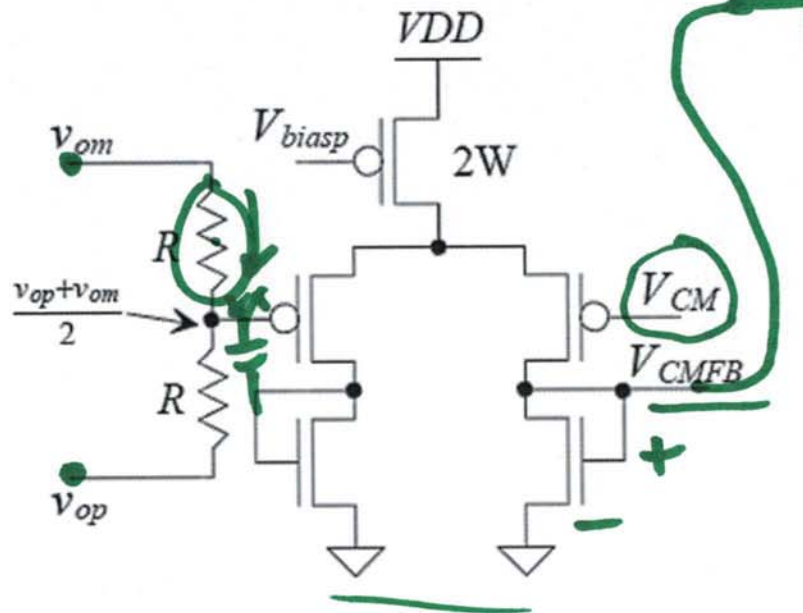 VDD
V_biasp
v_om
2W
R
V_CM
v_op+v_om
2
V_CMFB
R
+
v_op
−